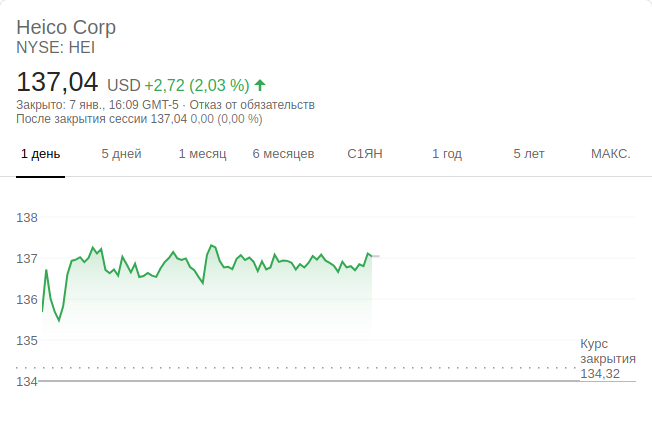 Heico Corp
NYSE: HEI
137,04 USD +2,72 (2,03 %)
Закрыто: 7 янв., 16:09 GMT-5 · Отказ от обязательств
После закрытия сессии 137,04 0,00 (0,00 %)
1 день 5 дней 1 месяц 6 месяцев С1ЯН 1 год 5 лет МАКС.
138
137
136
135
Курс
закрытия
134,32
134